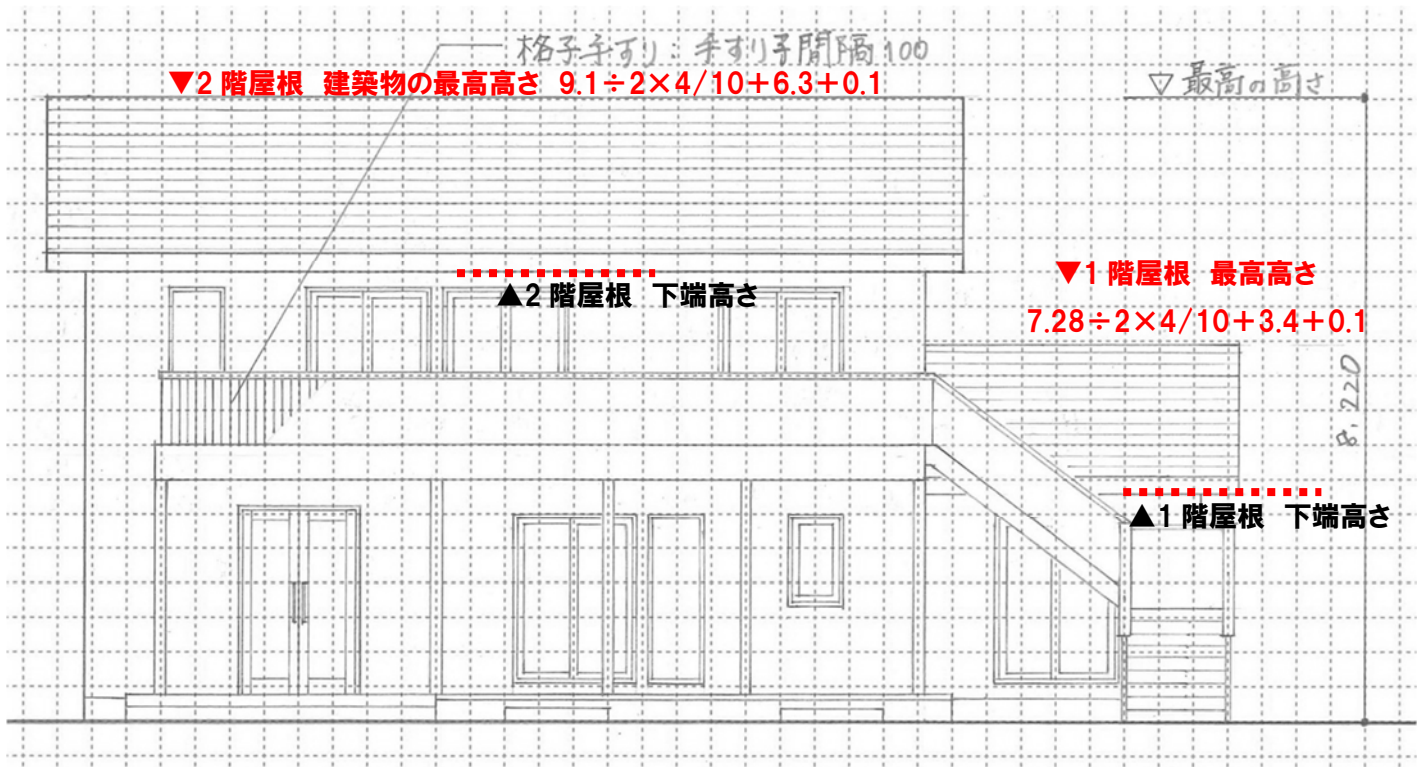 格子手すり：手すり子間隔100
▼2階屋根 建築物の最高高さ 9.1÷2×4/10+6.3+0.1
▽最高の高さ
▲2階屋根 下端高さ
▼1階屋根 最高高さ
7.28÷2×4/10+3.4+0.1
8,220
▲1階屋根 下端高さ